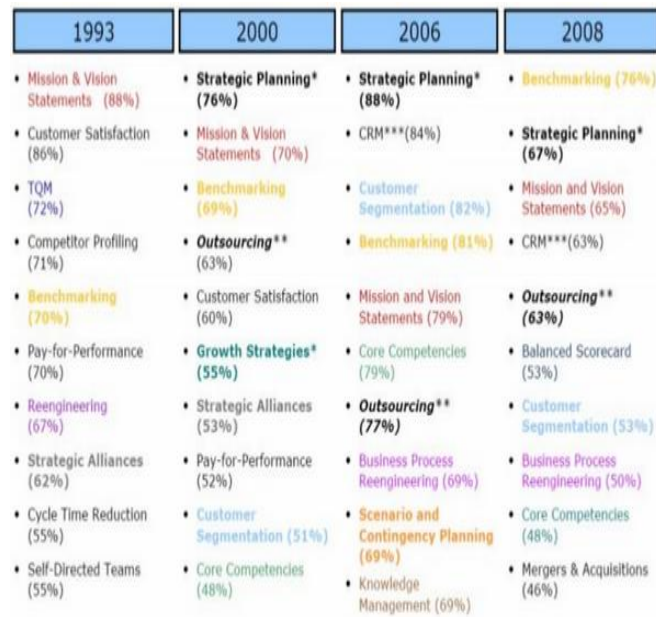 1993
Mission & Vision
Statements (88%)
Customer Satisfaction
(86%)
TQM
(72%)
Competitor Profiling
(71%)
Benchmarking
(70%)
Pay-for-Performance
(70%)
Reengineering
(67%)
Strategic Alliances
(62%)
Cycle Time Reduction
(55%)
Self-Directed Teams
(55%)
2000
Strategic Planning*
(76%)
Mission & Vision
Statements (70%)
Benchmarking
(69%)
Outsourcing**
(63%)
Customer Satisfaction
(60%)
Growth Strategies*
(55%)
Strategic Alliances
(53%)
Pay-for-Performance
(52%)
Customer
Segmentation (51%)
Core Competencies
(48%)
2006
Strategic Planning*
(88%)
CRM***(84%)
Customer
Segmentation (82%)
Benchmarking (81%)
Mission and Vision
Statements (79%)
Core Competencies
(79%)
Outsourcing**
(77%)
Business Process
Reengineering (69%)
Scenario and
Contingency Planning
(69%)
Knowledge
Management (69%)
2008
Benchmarking (76%)
Strategic Planning*
(67%)
Mission and Vision
Statements (65%)
CRM***(63%)
Outsourcing**
(63%)
Balanced Scorecard
(53%)
Customer
Segmentation (53%)
Business Process
Reengineering (50%)
Core Competencies
(48%)
Mergers & Acquisitions
(46%)